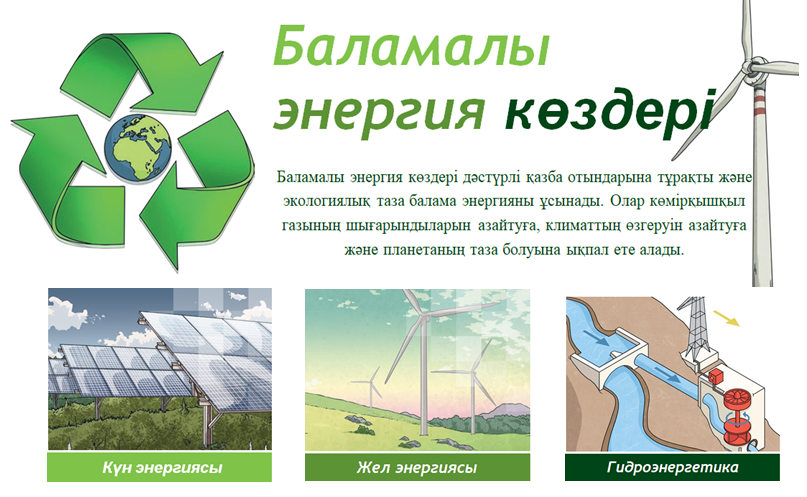 Баламалы
энергия көздері
Баламалы энергия көздері дәстүрлі қазба отындарына тұрақты және
экологиялық таза балама энергияны ұсынады. Олар көмірқышқыл
газының шығарындыларын азайтуға, климаттың өзгеруін азайтуға
және планетаның таза болуына ықпал ете алады.
Күн энергиясы
Жел энергиясы
Гидроэнергетика